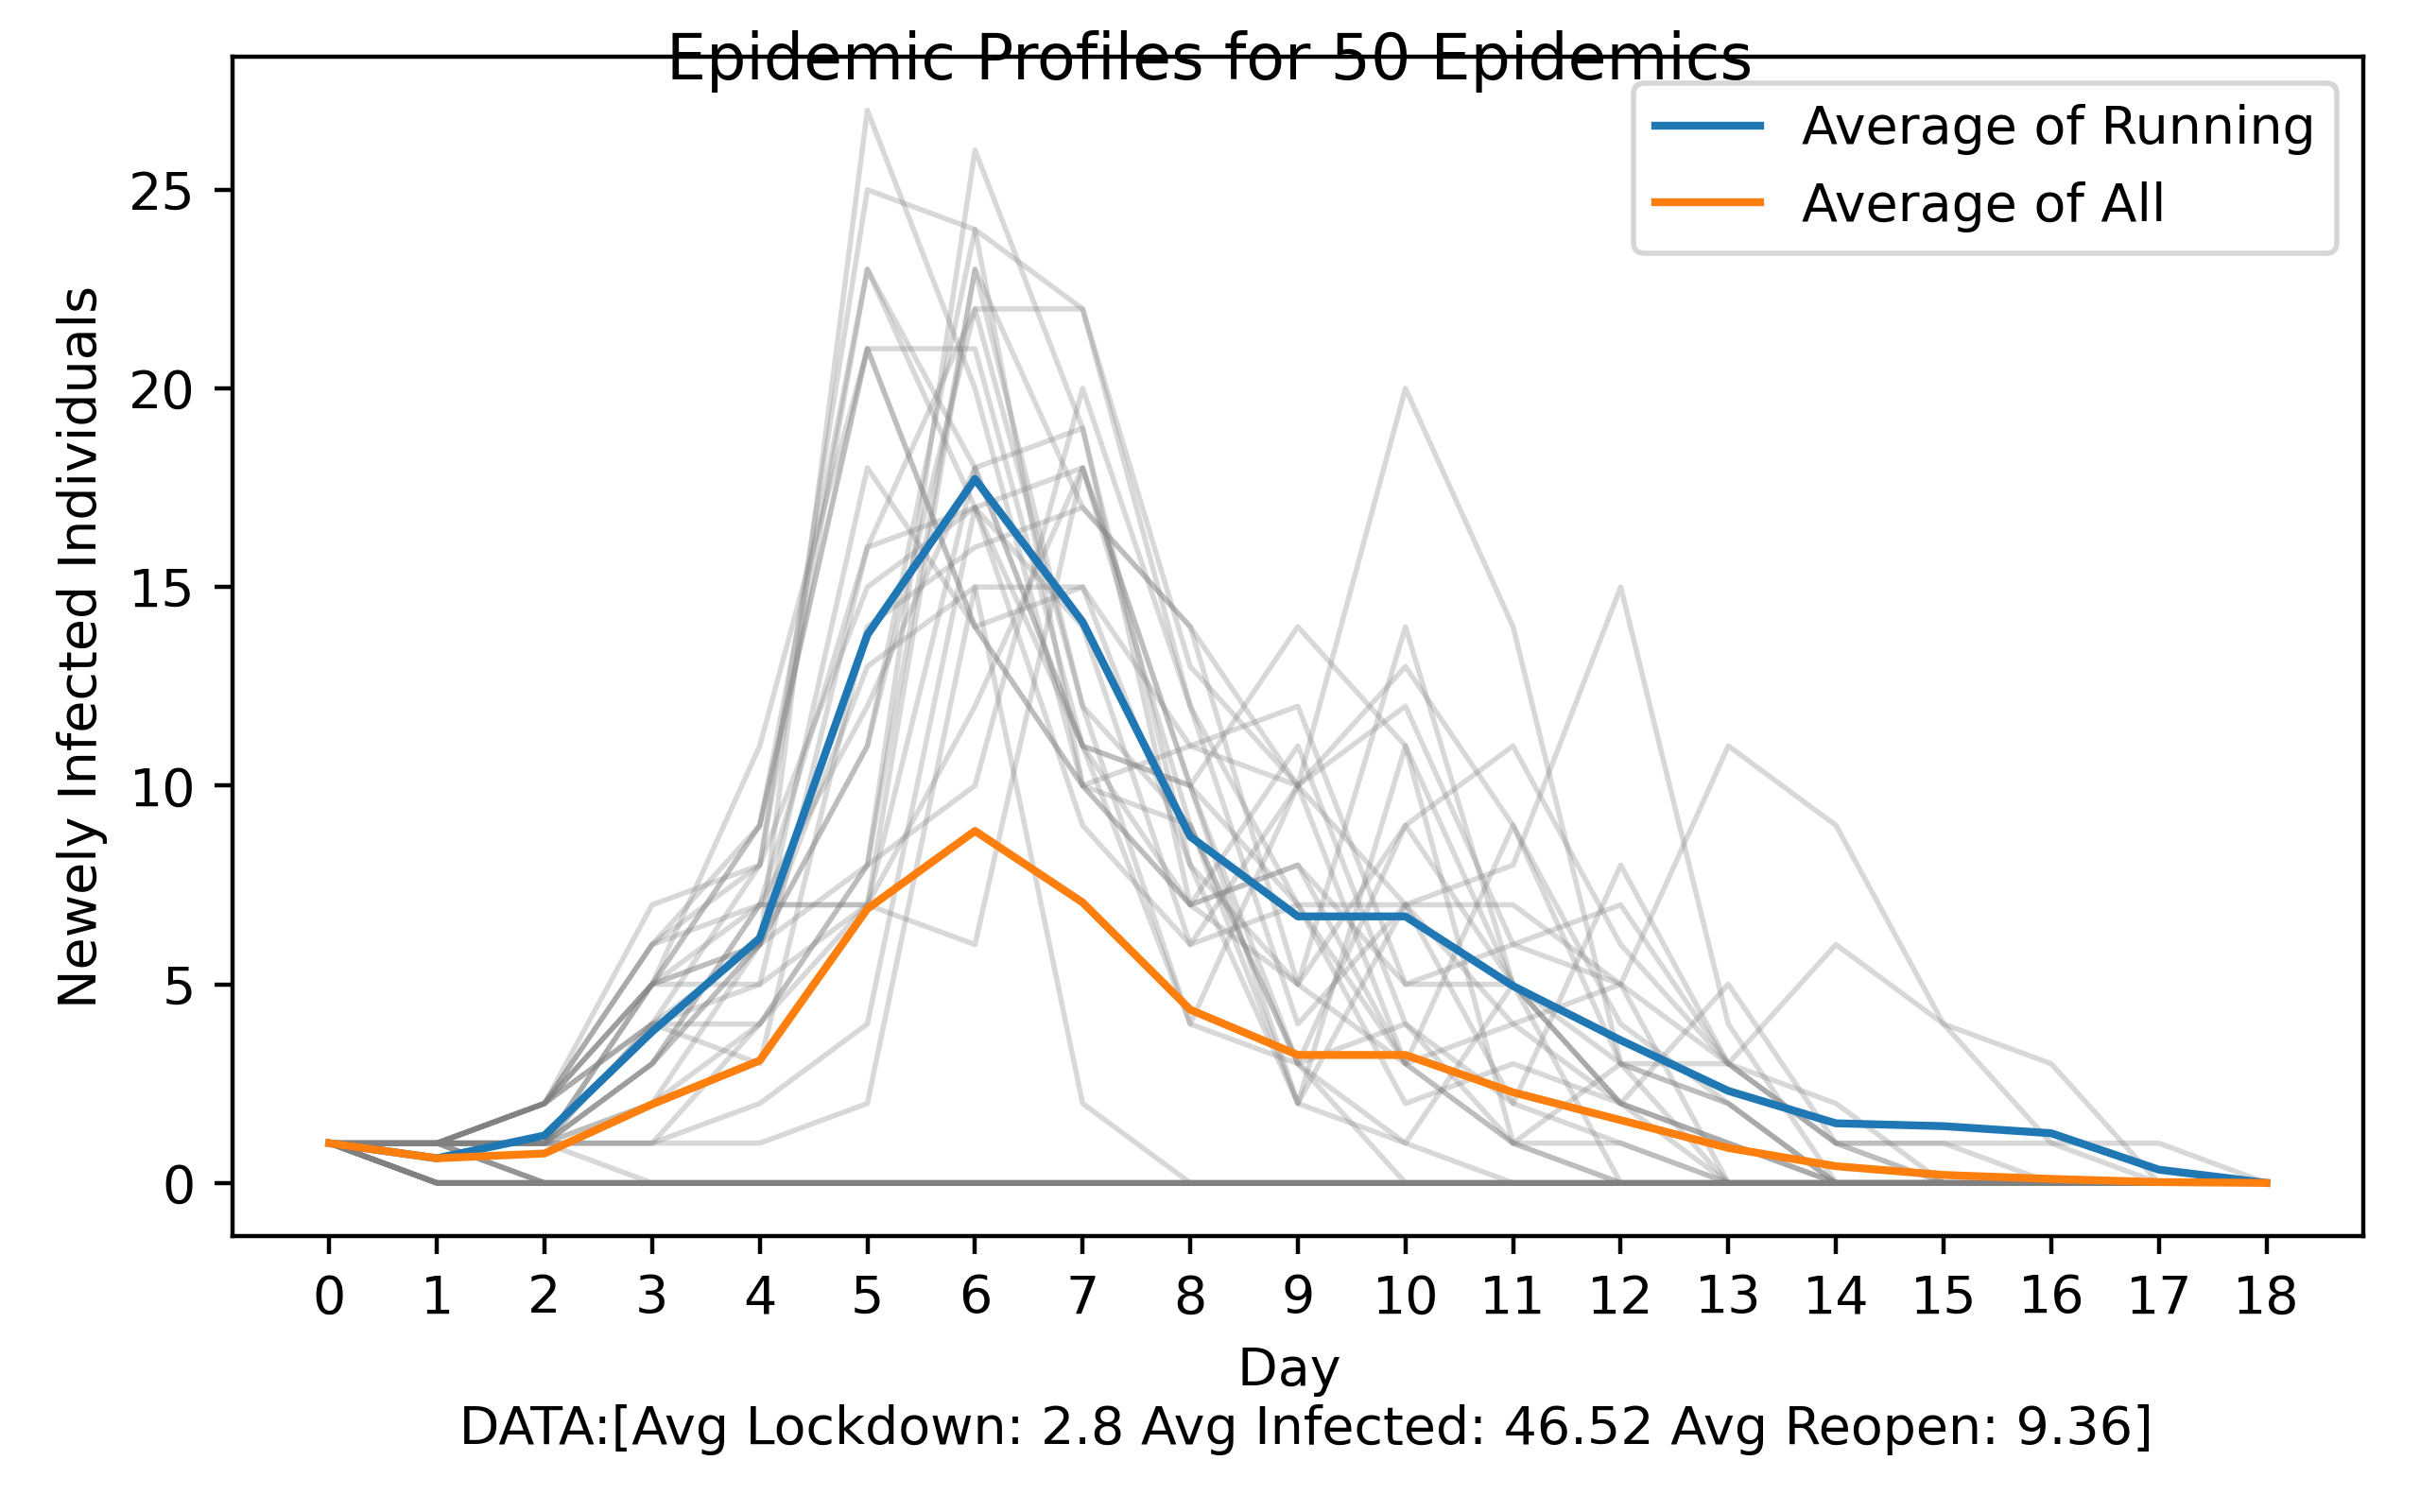 Epidemic Profiles for 50 Epidemics
Average of Running
Average of All
Newely Infected Individuals
25
20
15
10
5
0
0 1 2 3 4 5 6 7 8 9 10 11 12 13 14 15 16 17 18
Day
DATA:[Avg Lockdown: 2.8 Avg Infected: 46.52 Avg Reopen: 9.36]